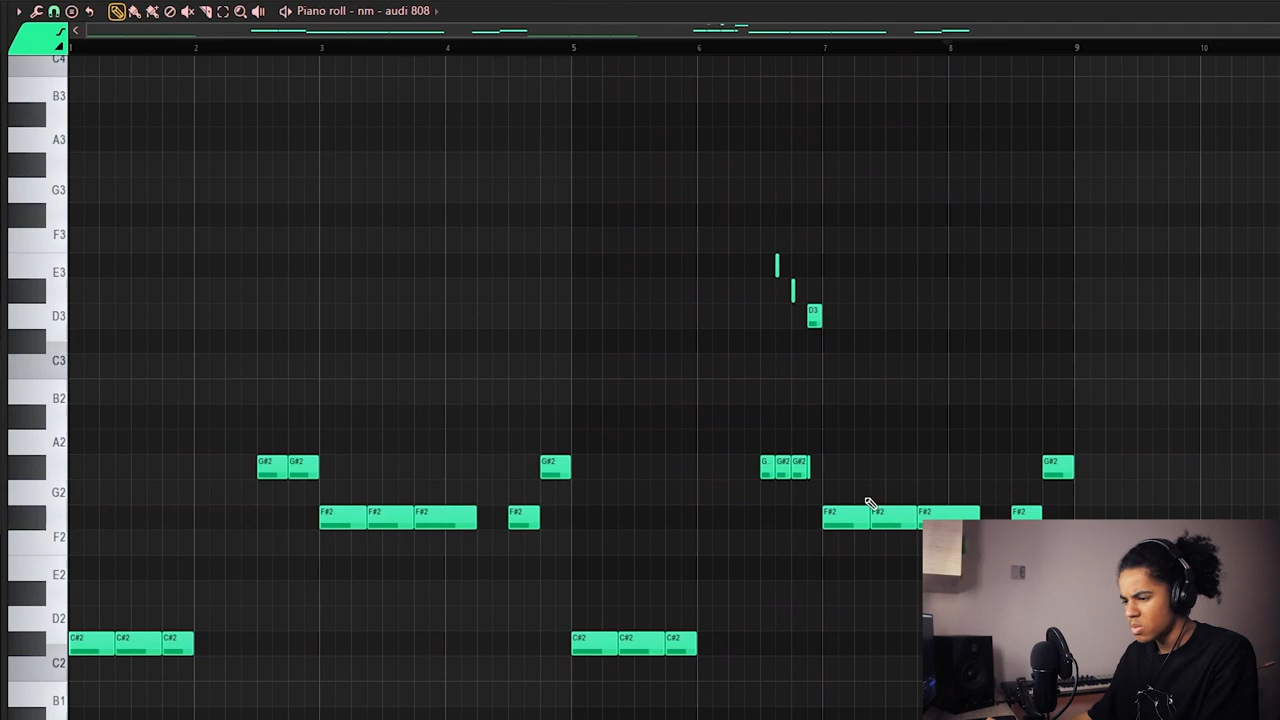 Piano roll - nm - audi 808
1 2 3 4 5 6 7 8 9 10
C4
B3
A3
G3
F3
E3
D3 D3
C3
B2
A2
G#2 G#2 G#2 G... G#2 G#2 G#2
G2
F#2 F#2 F#2 F#2 F#2 F#2 F#2 F#2
F2
E2
D2
C#2 C#2 C#2 C#2 C#2 C#2
C2
B1